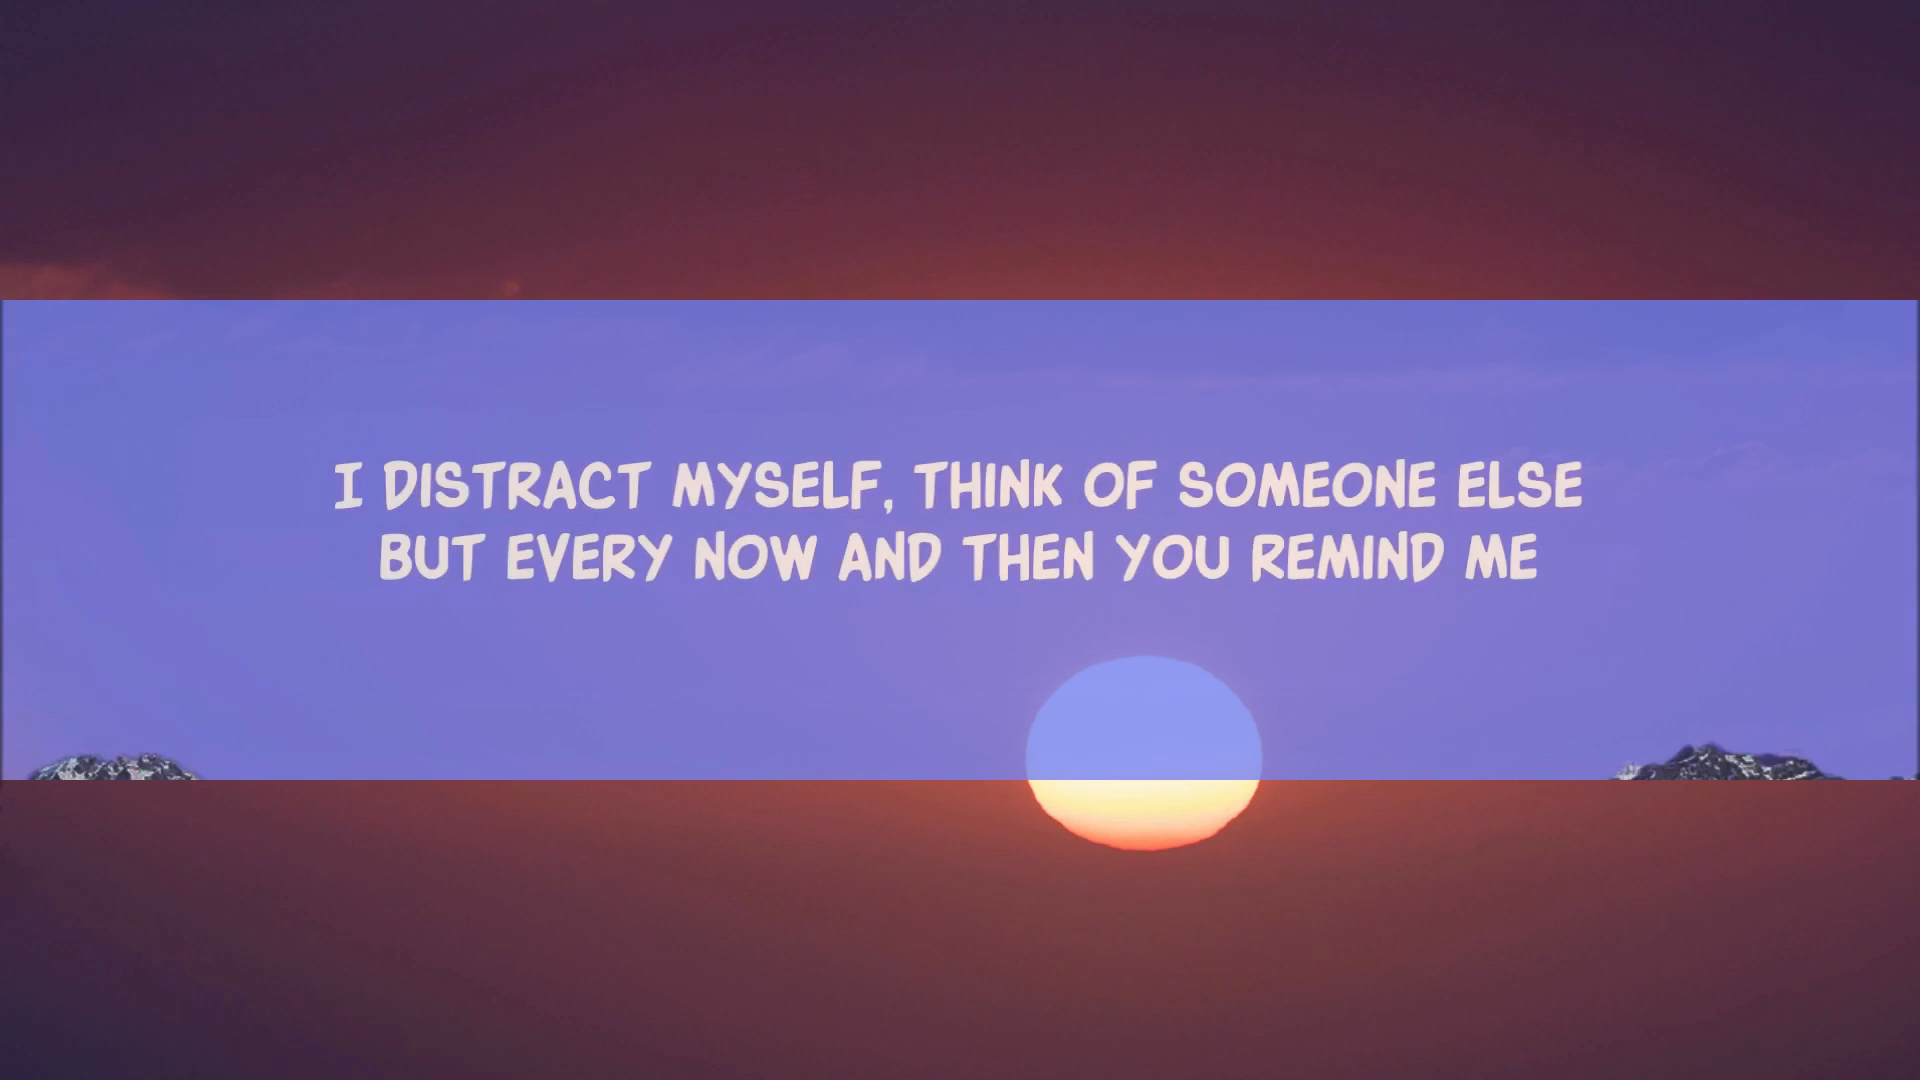 I DISTRACT MYSELF, THINK OF SOMEONE ELSE
BUT EVERY NOW AND THEN YOU REMIND ME